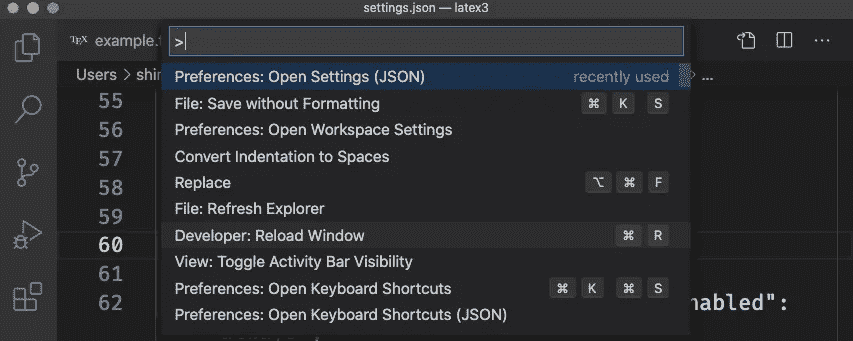 settings.json — latex3
TEX example.
>
Users › shi › ...
Preferences: Open Settings (JSON) recently used
55
File: Save without Formatting ⌘ K S
56 Preferences: Open Workspace Settings
57 Convert Indentation to Spaces
58 Replace ⌥ ⌘ F
59 File: Refresh Explorer
60 Developer: Reload Window ⌘ R
61 View: Toggle Activity Bar Visibility
62 Preferences: Open Keyboard Shortcuts ⌘ K ⌘ S nabled":
Preferences: Open Keyboard Shortcuts (JSON)